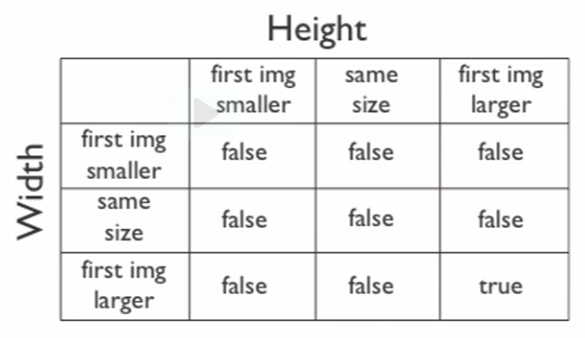 Height
first img same first img
smaller size larger
Width
first img
smaller false false false
same
size false false false
first img
larger false false true